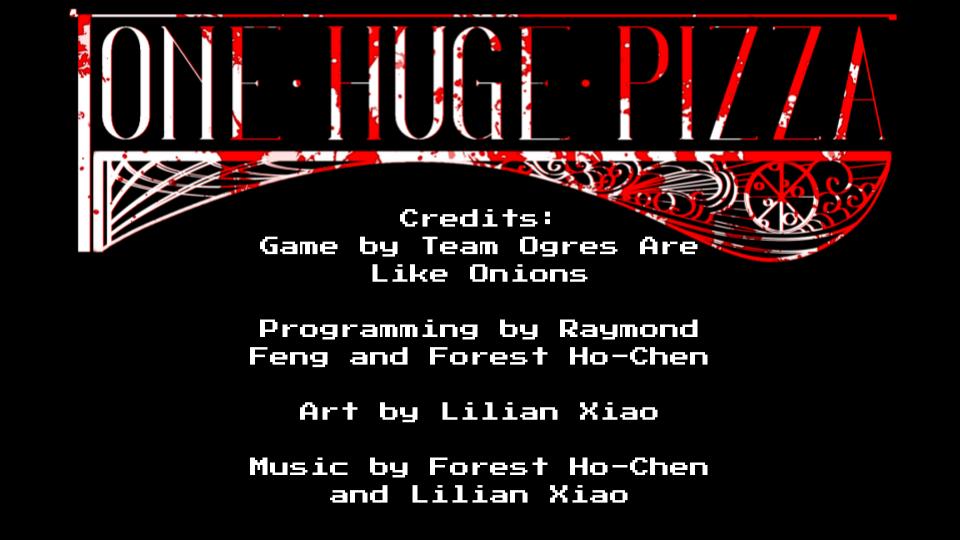 ONE·HUGE·PIZZA
Credits:
Game by Team Ogres Are
Like Onions
Programming by Raymond
Feng and Forest Ho-Chen
Art by Lilian Xiao
Music by Forest Ho-Chen
and Lilian Xiao